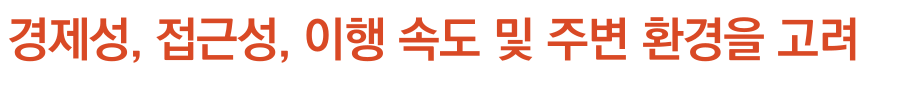 경제성, 접근성, 이행 속도 및 주변 환경을 고려